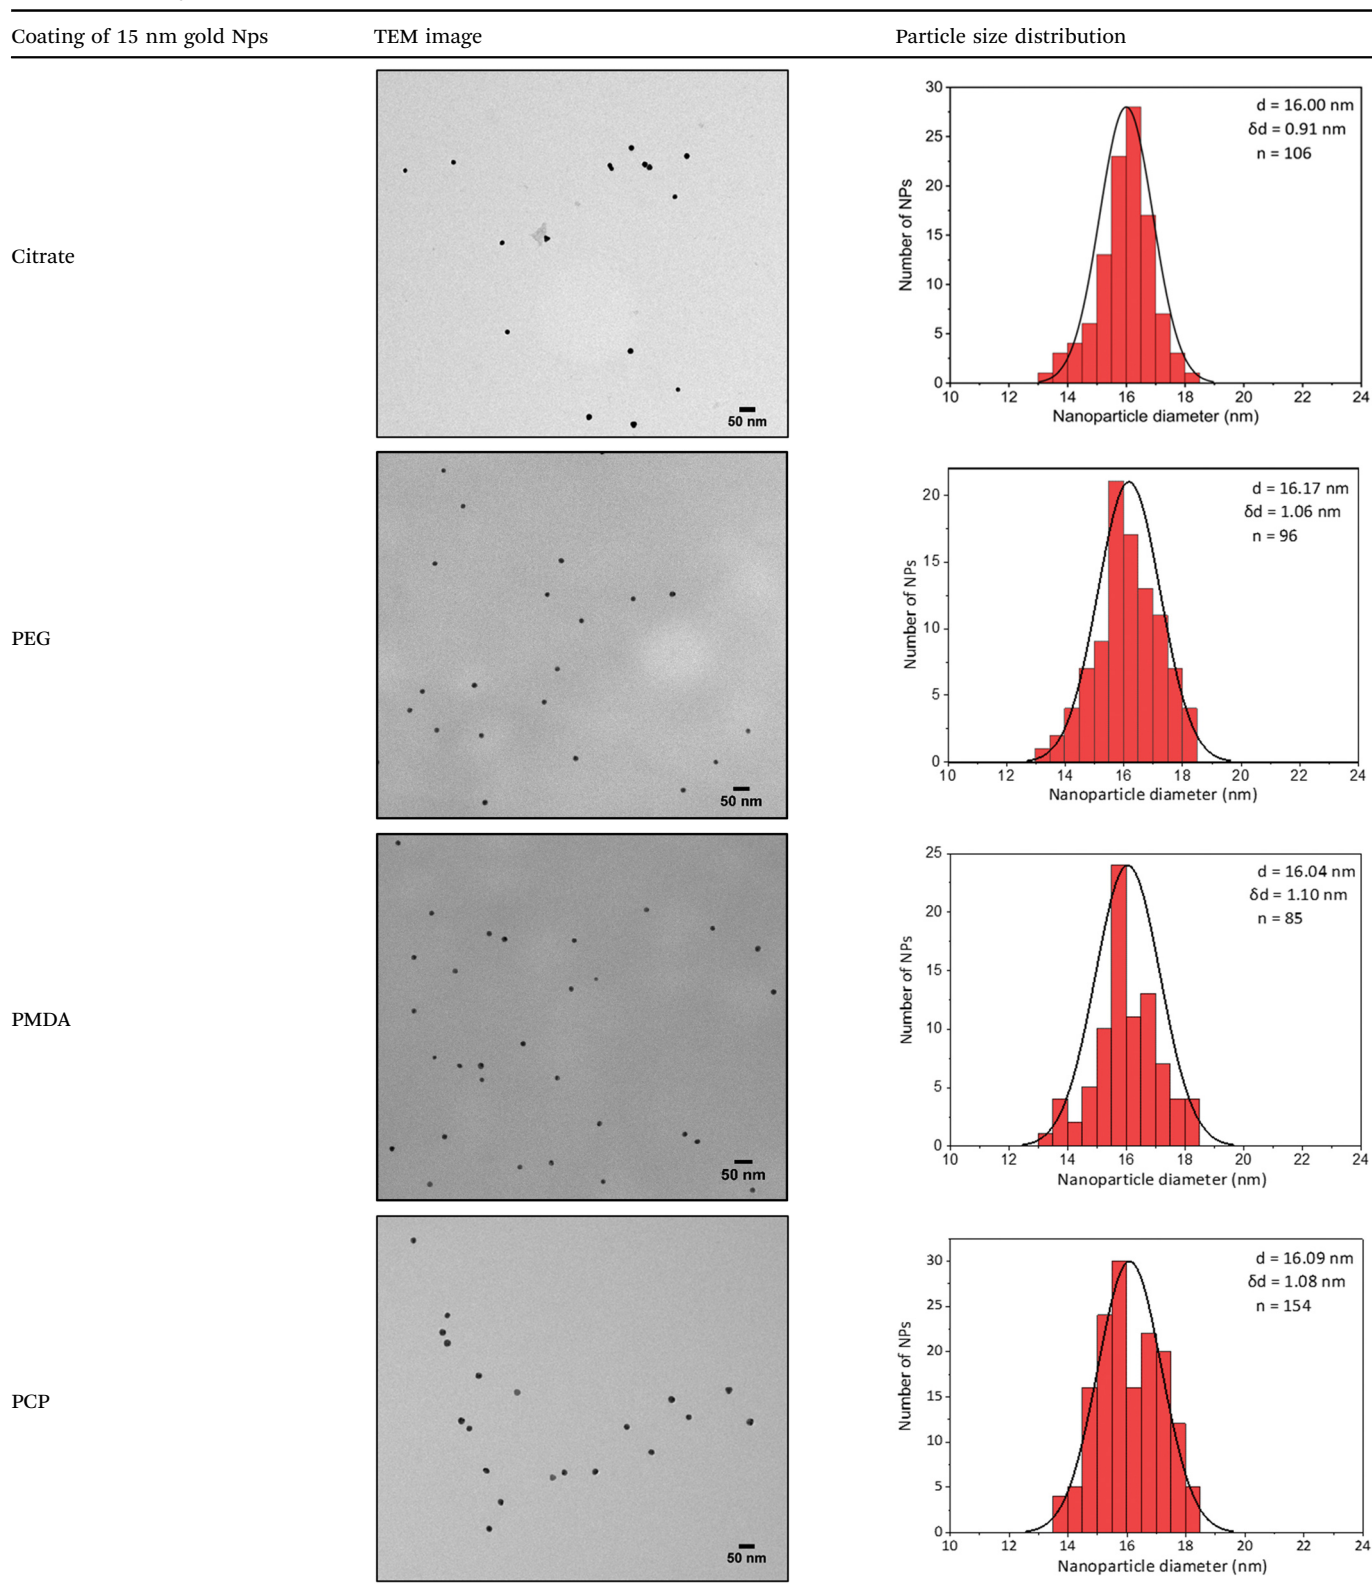 Coating of 15 nm gold Nps TEM image Particle size distribution
Citrate
50 nm
30
25
20
15
10
5
0
Number of NPs
d = 16.00 nm
δd = 0.91 nm
n = 106
10 12 14 16 18 20 22 24
Nanoparticle diameter (nm)
PEG
50 nm
20
15
10
5
0
Number of NPs
d = 16.17 nm
δd = 1.06 nm
n = 96
10 12 14 16 18 20 22 24
Nanoparticle diameter (nm)
PMDA
50 nm
25
20
15
10
5
0
Number of NPs
d = 16.04 nm
δd = 1.10 nm
n = 85
10 12 14 16 18 20 22 24
Nanoparticle diameter (nm)
PCP
50 nm
30
25
20
15
10
5
0
Number of NPs
d = 16.09 nm
δd = 1.08 nm
n = 154
10 12 14 16 18 20 22 24
Nanoparticle diameter (nm)